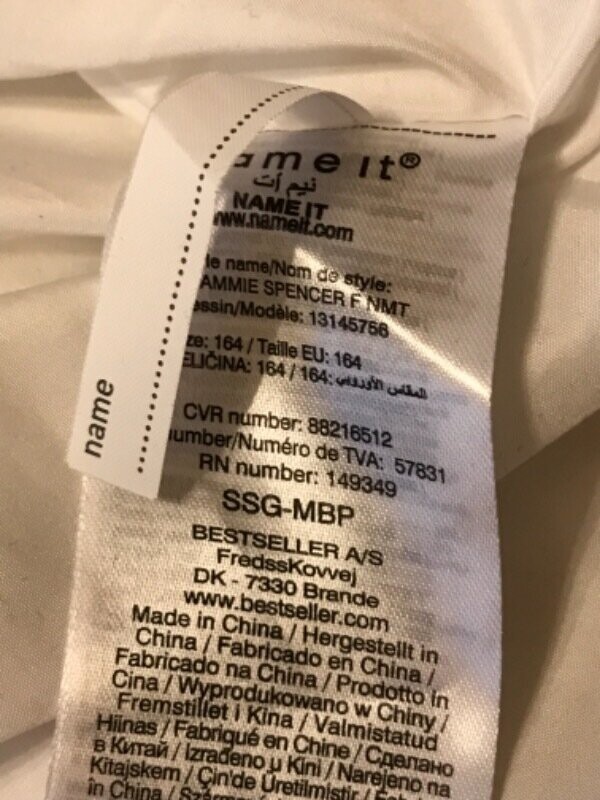 ame it®
نيم ات
NAME IT
www.nameit.com
le name/Nom de style:
AMMIE SPENCER F NMT
essin/Modèle: 13145756
ze: 164 / Taille EU: 164
ELIČINA: 164 / 164: المقاس الأوروبي
CVR number: 88216512
umber/Numéro de TVA: 57831
RN number: 149349
SSG-MBP
BESTSELLER A/S
FredssKovvej
DK - 7330 Brande
www.bestseller.com
Made in China / Hergestellt in
China / Fabricado en China /
Fabricado na China / Prodotto in
Cina / Wyprodukowano w Chiny /
Fremstillet i Kina / Valmistatud
Hiinas / Fabriqué en Chine / Сделано
в Китай / Izrađeno u Kini / Narejeno na
Kitajskem / Çin'de Üretilmiştir /
in China /
name